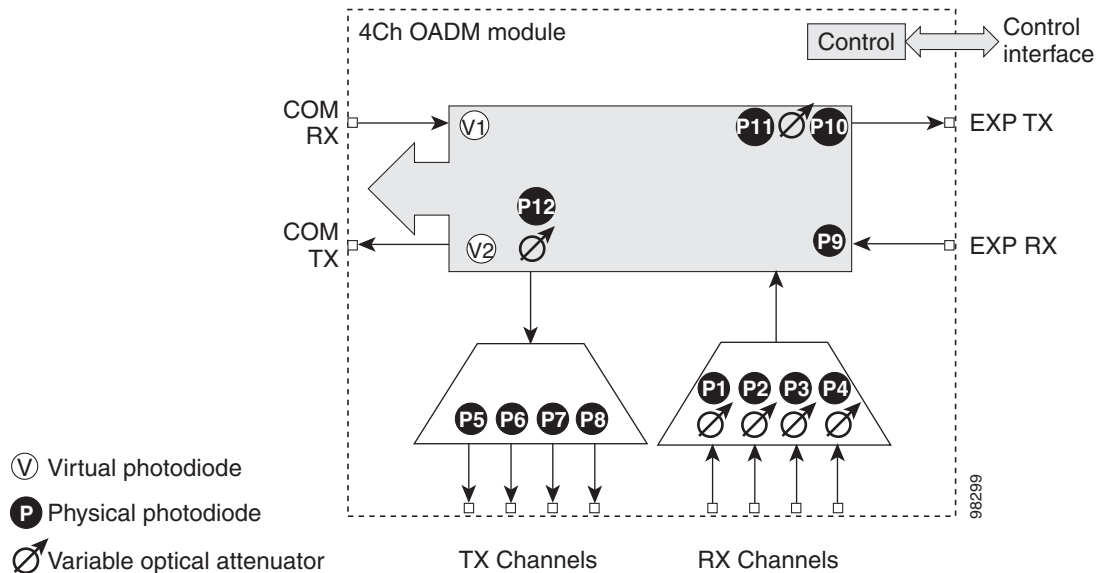 4Ch OADM module
Control
Control
interface
COM
RX
V1
P11
P10
EXP TX
P12
COM
TX
V2
P9
EXP RX
P1
P2
P3
P4
P5
P6
P7
P8
V Virtual photodiode
P Physical photodiode
Variable optical attenuator
TX Channels
RX Channels
98299